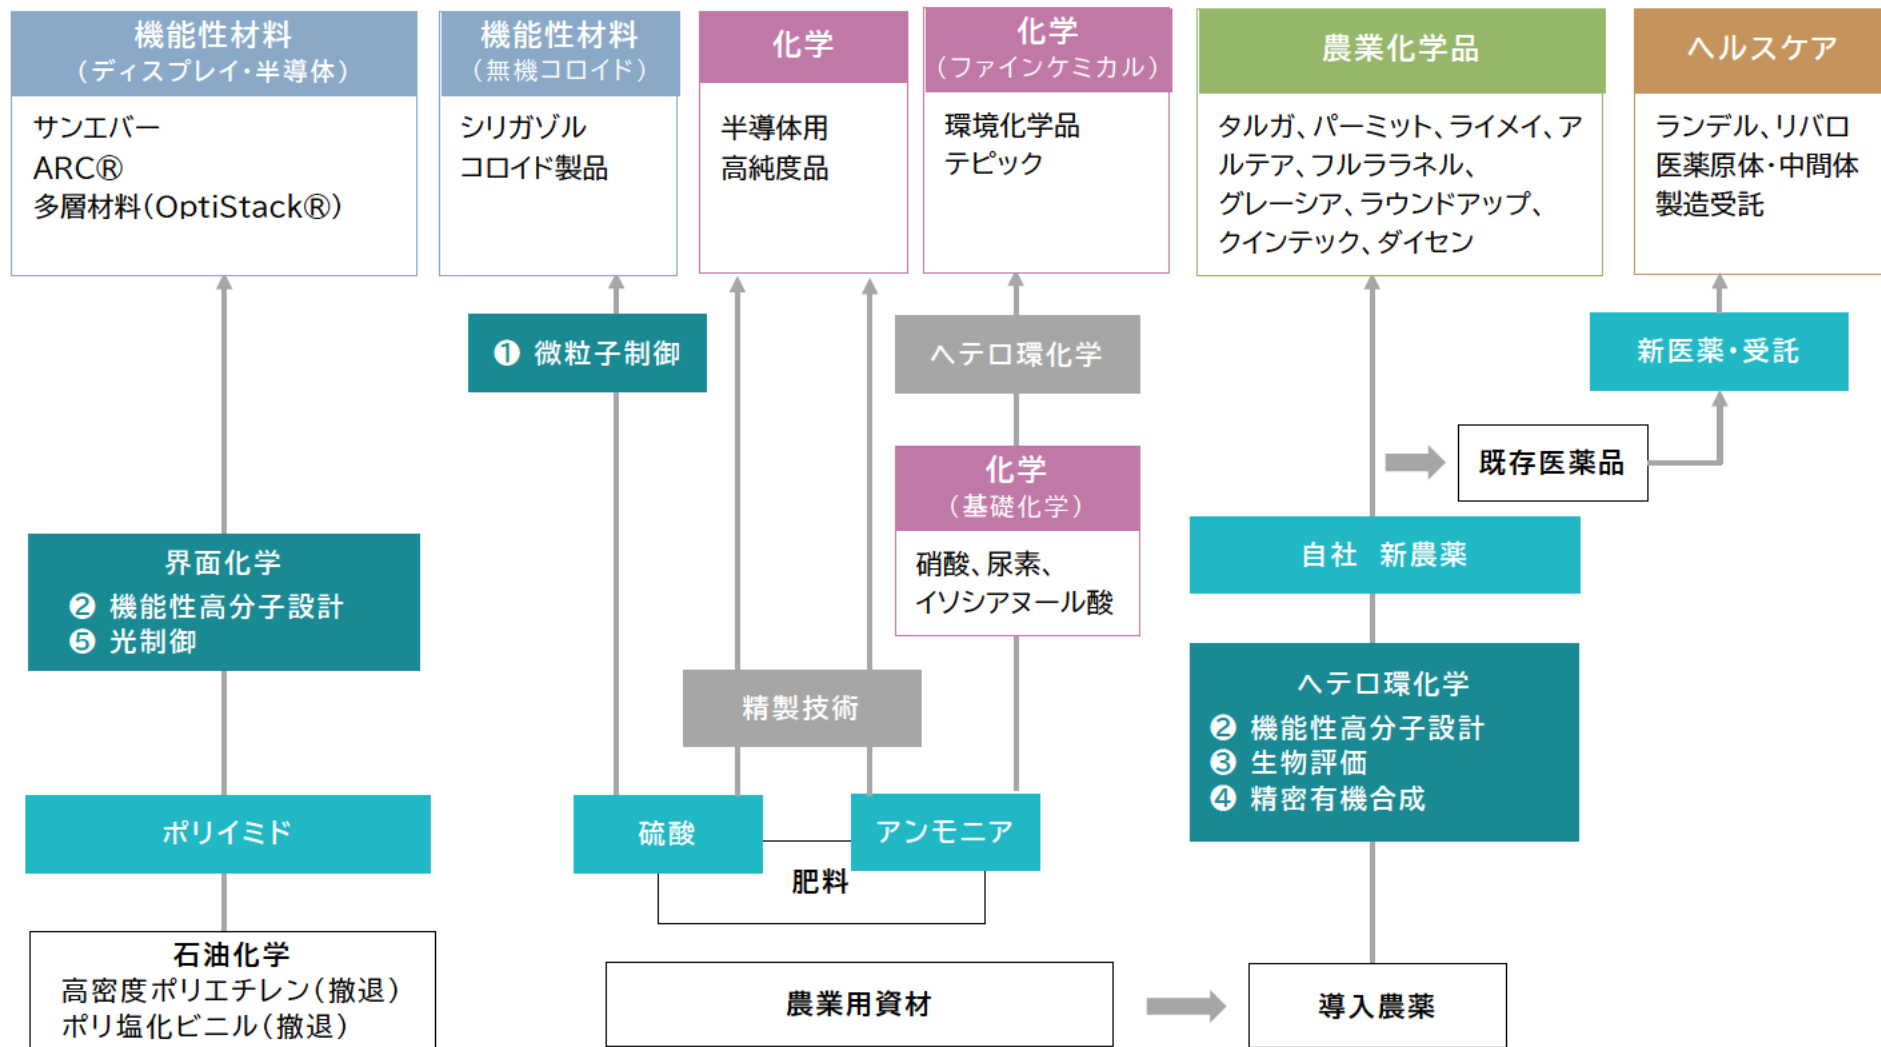 機能性材料
（ディスプレイ・半導体）
サンエバー
ARC®
多層材料（OptiStack®）
機能性材料
（無機コロイド）
シリガゾル
コロイド製品
化学
半導体用
高純度品
化学
（ファインケミカル）
環境化学品
テピック
農業化学品
タルガ、パーミット、ライメイ、ア
ルテア、フルララネル、
グレーシア、ラウンドアップ、
クインテック、ダイセン
ヘルスケア
ランデル、リバロ
医薬原体・中間体
製造受託
❶ 微粒子制御
ヘテロ環化学
新医薬・受託
既存医薬品
化学
（基礎化学）
硝酸、尿素、
イソシアヌール酸
界面化学
❷ 機能性高分子設計
❺ 光制御
自社 新農薬
精製技術
ヘテロ環化学
❷ 機能性高分子設計
❸ 生物評価
❹ 精密有機合成
ポリイミド
硫酸
アンモニア
肥料
石油化学
高密度ポリエチレン（撤退）
ポリ塩化ビニル（撤退）
農業用資材
導入農薬